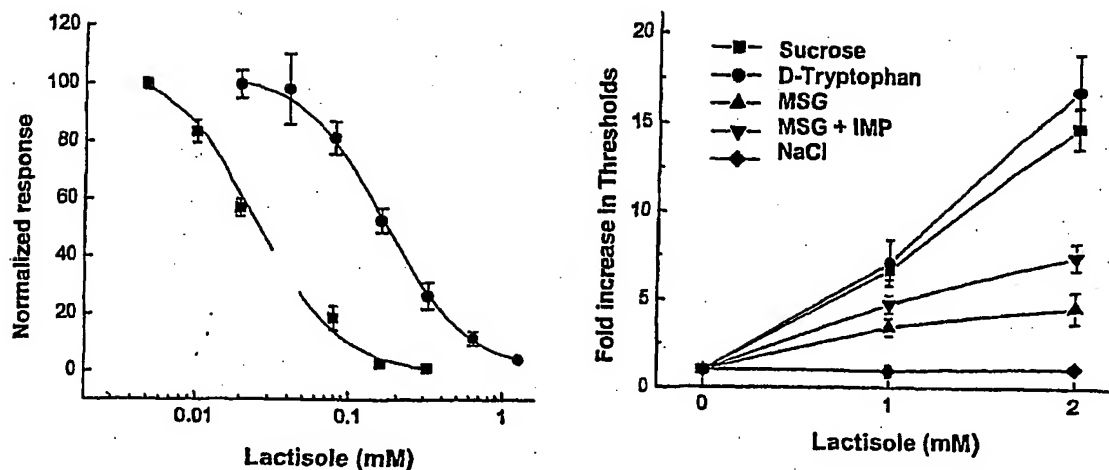 120
100
80
60
40
20
0
Normalized response
0.01
0.1
1
Lactisole (mM)
20
15
10
5
0
Fold increase in Thresholds
Sucrose
D-Tryptophan
MSG
MSG + IMP
NaCl
0
1
2
Lactisole (mM)